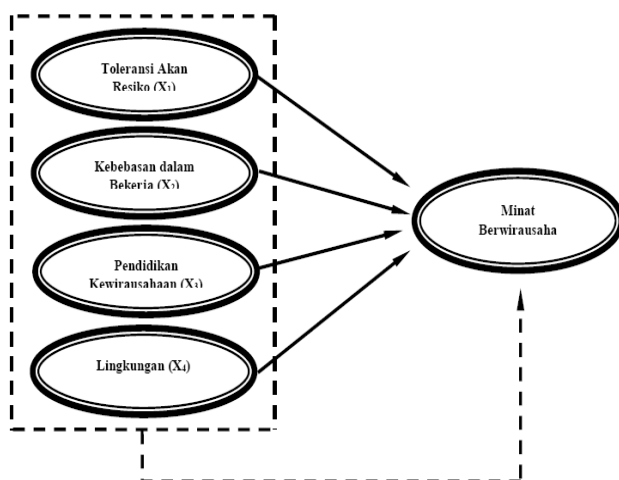 Toleransi Akan
Resiko (X₁)
Kebebasan dalam
Bekerja (X₂)
Pendidikan
Kewirausahaan (X₃)
Lingkungan (X₄)
Minat
Berwirausaha